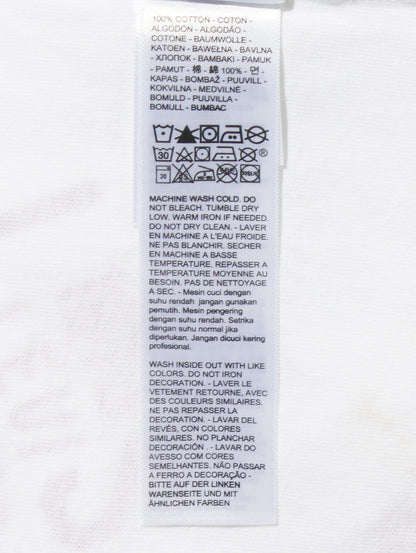 100% COTTON - COTON -
ALGODÓN - ALGODÃO -
COTONE - BAUMWOLLE -
KATOEN - BAWEŁNA - BAVLNA
- ХЛОПОК - BAMBAKI - PAMUK
- PAMUT - 棉 - 綿 100% - 면 -
KAPAS - BOMBAŽ - PUUVILL -
KOKVILNA - MEDVILNĖ -
BOMULD - PUUVILLA -
BOMULL - BUMBAC
30 ®
30
MACHINE WASH COLD. DO
NOT BLEACH. TUMBLE DRY
LOW. WARM IRON IF NEEDED.
DO NOT DRY CLEAN. - LAVER
EN MACHINE A L'EAU FROIDE.
NE PAS BLANCHIR. SECHER
EN MACHINE A BASSE
TEMPERATURE. REPASSER A
TEMPERATURE MOYENNE AU
BESOIN. PAS DE NETTOYAGE
A SEC. - Mesin cuci dengan
suhu rendah jangan gunakan
pemutih. Mesin pengering
dengan suhu rendah. Setrika
dengan suhu normal jika
diperlukan. Jangan dicuci kering
profesional.
WASH INSIDE OUT WITH LIKE
COLORS. DO NOT IRON
DECORATION. - LAVER LE
VETEMENT RETOURNE, AVEC
DES COULEURS SIMILAIRES.
NE PAS REPASSER LA
DECORATION. - LAVAR DEL
REVÉS, CON COLORES
SIMILARES. NO PLANCHAR
DECORACIÓN . - LAVAR DO
AVESSO COM CORES
SEMELHANTES. NÃO PASSAR
A FERRO A DECORAÇÃO -
BITTE AUF DER LINKEN
WARENSEITE UND MIT
ÄHNLICHEN FARBEN